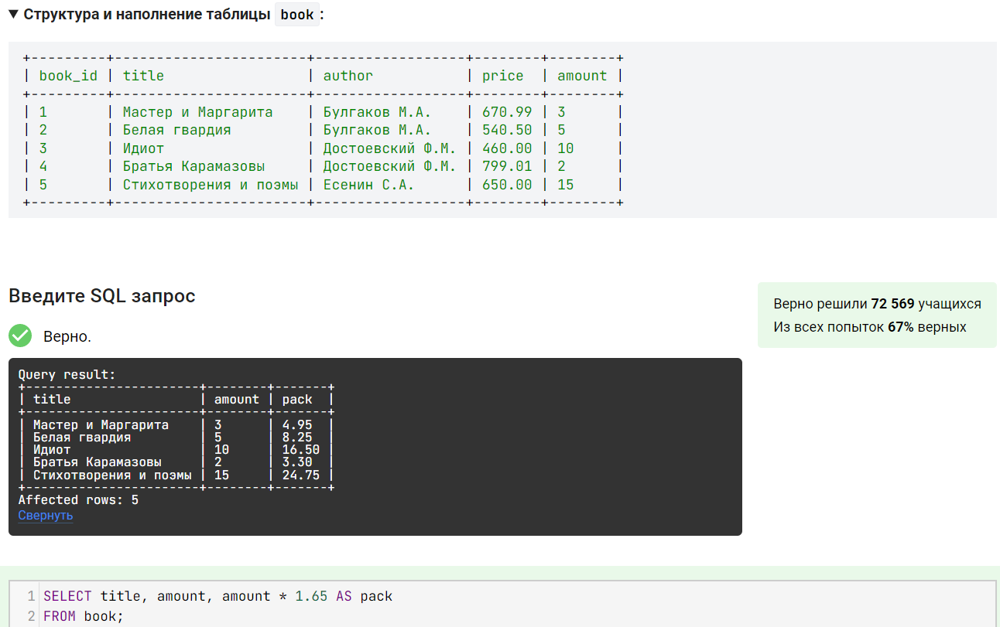 ▼ Структура и наполнение таблицы book :
+---------+-----------------------+------------------+--------+--------+
| book_id | title                 | author           | price  | amount |
+---------+-----------------------+------------------+--------+--------+
| 1       | Мастер и Маргарита    | Булгаков М.А.    | 670.99 | 3      |
| 2       | Белая гвардия         | Булгаков М.А.    | 540.50 | 5      |
| 3       | Идиот                 | Достоевский Ф.М. | 460.00 | 10     |
| 4       | Братья Карамазовы     | Достоевский Ф.М. | 799.01 | 2      |
| 5       | Стихотворения и поэмы | Есенин С.А.      | 650.00 | 15     |
+---------+-----------------------+------------------+--------+--------+
Введите SQL запрос
Верно решили 72 569 учащихся
Из всех попыток 67% верных
Верно.
Query result:
+-----------------------+--------+-------+
| title                 | amount | pack  |
+-----------------------+--------+-------+
| Мастер и Маргарита    | 3      | 4.95  |
| Белая гвардия         | 5      | 8.25  |
| Идиот                 | 10     | 16.50 |
| Братья Карамазовы     | 2      | 3.30  |
| Стихотворения и поэмы | 15     | 24.75 |
+-----------------------+--------+-------+
Affected rows: 5
Свернуть
1 SELECT title, amount, amount * 1.65 AS pack
2 FROM book;